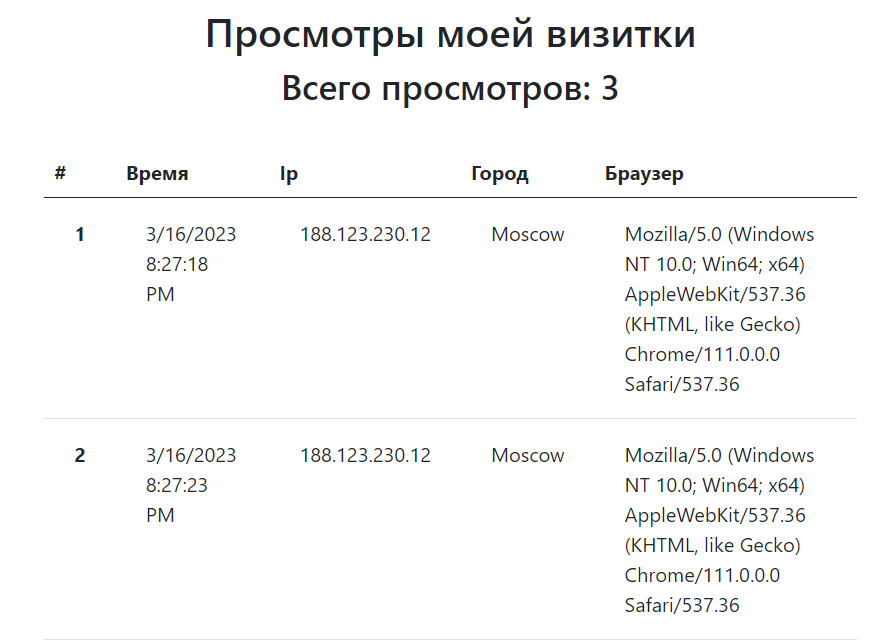 Просмотры моей визитки
Всего просмотров: 3
# Время Ip Город Браузер
1 3/16/2023 188.123.230.12 Moscow Mozilla/5.0 (Windows
8:27:18 NT 10.0; Win64; x64)
PM AppleWebKit/537.36
(KHTML, like Gecko)
Chrome/111.0.0.0
Safari/537.36
2 3/16/2023 188.123.230.12 Moscow Mozilla/5.0 (Windows
8:27:23 NT 10.0; Win64; x64)
PM AppleWebKit/537.36
(KHTML, like Gecko)
Chrome/111.0.0.0
Safari/537.36